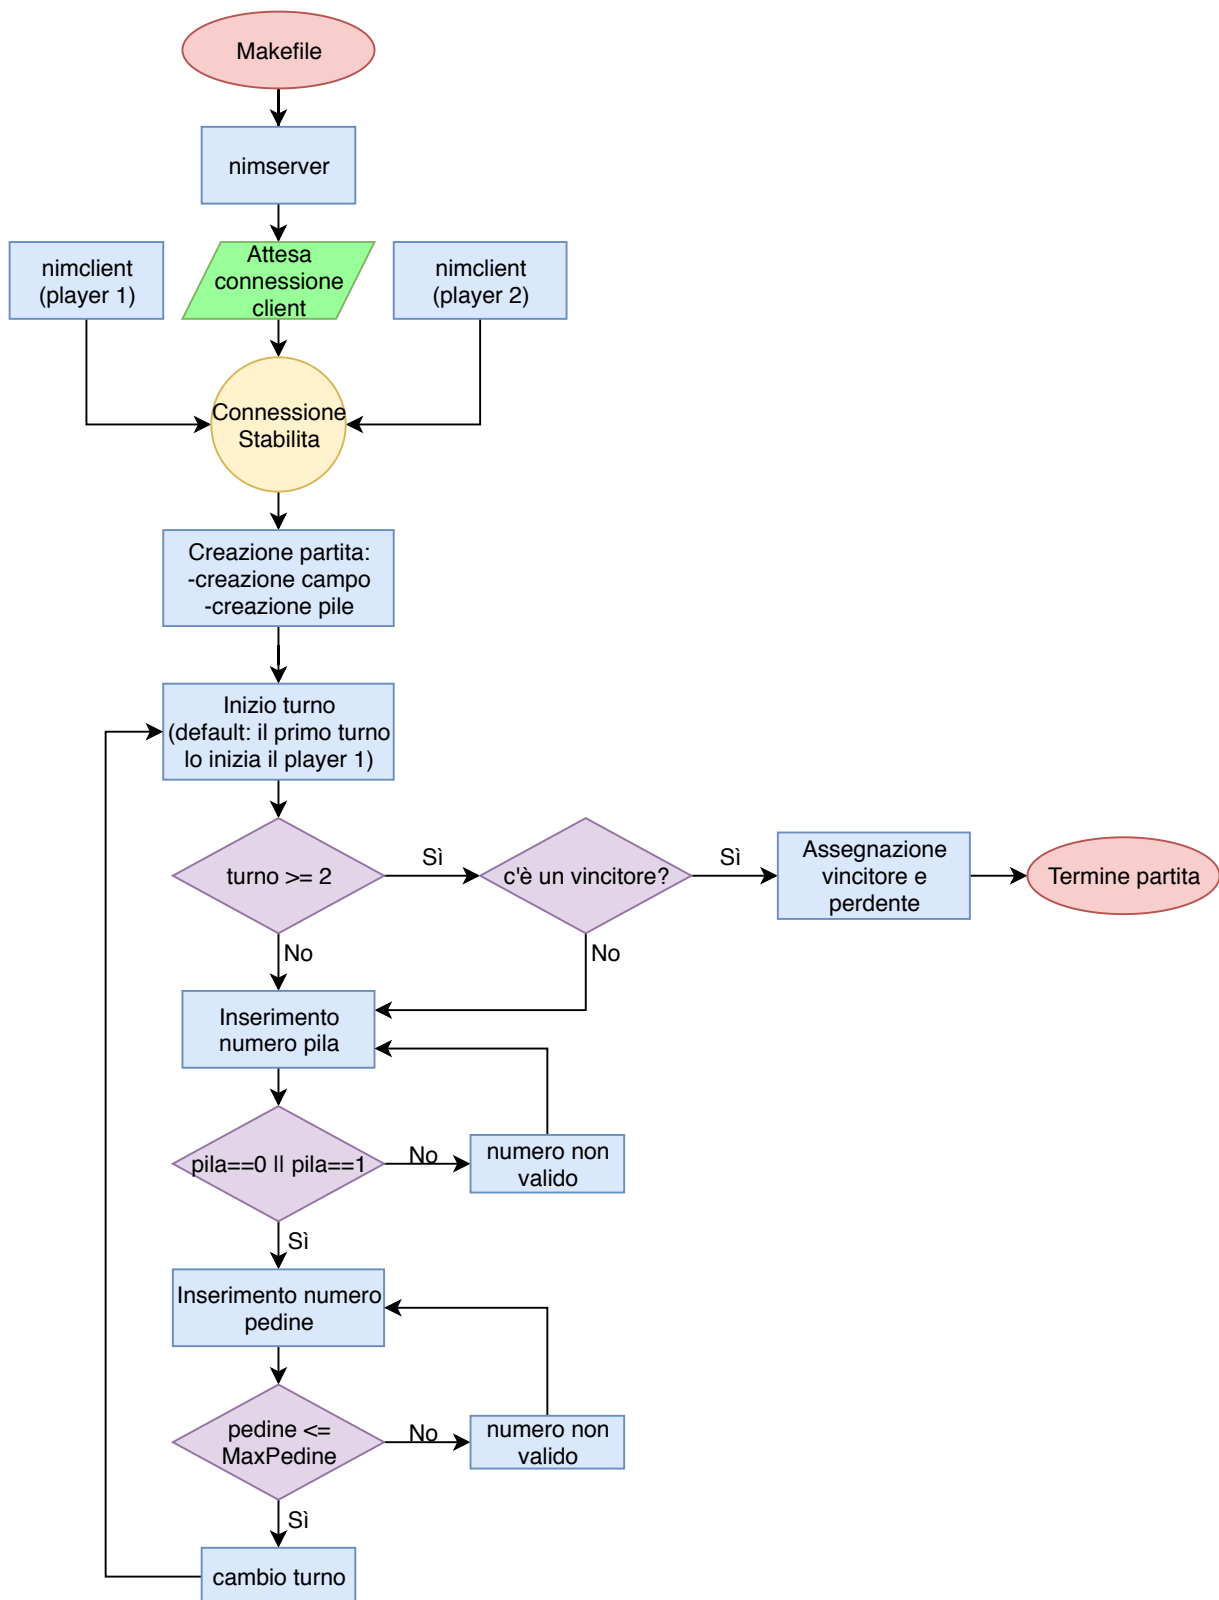 Makefile
nimserver
nimclient
(player 1)
Attesa
connessione
client
nimclient
(player 2)
Connessione
Stabilita
Creazione partita:
-creazione campo
-creazione pile
Inizio turno
(default: il primo turno
lo inizia il player 1)
turno >= 2
Sì
c'è un vincitore?
Sì
Assegnazione
vincitore e
perdente
Termine partita
No
No
Inserimento
numero pila
pila==0 || pila==1
No
numero non
valido
Sì
Inserimento numero
pedine
pedine <=
MaxPedine
No
numero non
valido
Sì
cambio turno